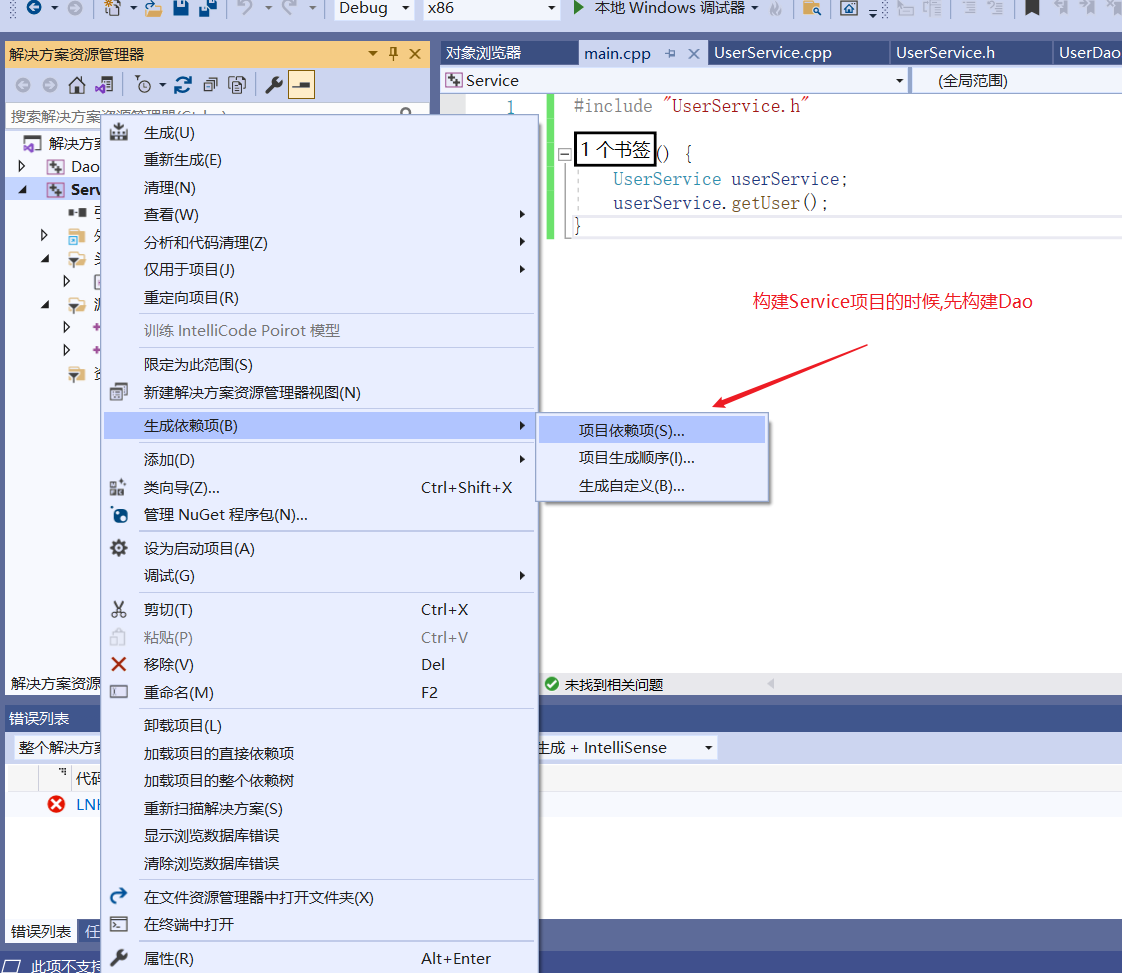 Debug
x86
本地 Windows 调试器
解决方案资源管理器
对象浏览器
main.cpp
UserService.cpp
UserService.h
UserDao
Service
(全局范围)
搜索解决方案
解决方案
Dao
Serv
生成(U)
重新生成(E)
清理(N)
查看(W)
分析和代码清理(Z)
仅用于项目(J)
重定向项目(R)
训练 IntelliCode Poirot 模型
限定为此范围(S)
新建解决方案资源管理器视图(N)
生成依赖项(B)
添加(D)
类向导(Z)... Ctrl+Shift+X
管理 NuGet 程序包(N)...
设为启动项目(A)
调试(G)
剪切(T) Ctrl+X
粘贴(P) Ctrl+V
移除(V) Del
重命名(M) F2
卸载项目(L)
加载项目的直接依赖项
加载项目的整个依赖树
重新扫描解决方案(S)
显示浏览数据库错误
清除浏览数据库错误
在文件资源管理器中打开文件夹(X)
在终端中打开
属性(R) Alt+Enter
项目依赖项(S)...
项目生成顺序(I)...
生成自定义(B)...
1
#include "UserService.h"
1 个书签
() {
UserService userService;
userService.getUser();
}
构建Service项目的时候,先构建Dao
未找到相关问题
解决方案资源
错误列表
整个解决方案
生成 + IntelliSense
代码
LNK
错误列表
任
此项不支持